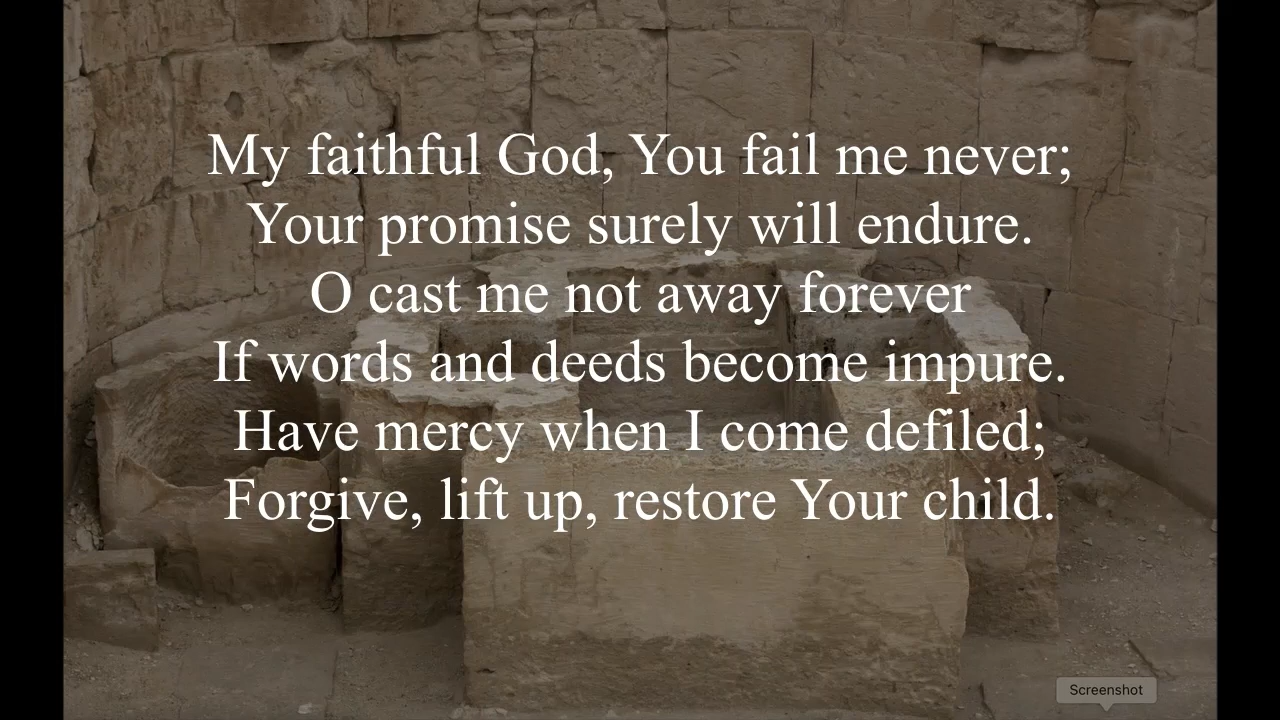 My faithful God, You fail me never;
Your promise surely will endure.
O cast me not away forever
If words and deeds become impure.
Have mercy when I come defiled;
Forgive, lift up, restore Your child.
Screenshot